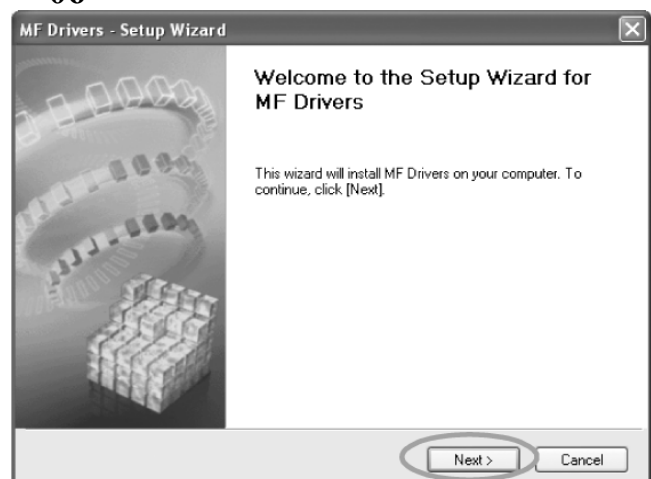 MF Drivers - Setup Wizard
Welcome to the Setup Wizard for
MF Drivers
This wizard will install MF Drivers on your computer. To
continue, click [Next].
Next >
Cancel